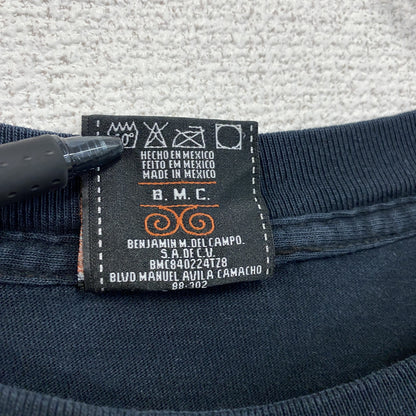 HECHO EN MEXICO
FEITO EM MEXICO
MADE IN MEXICO
B. M. C.
BENJAMIN M. DEL CAMPO.
S.A. DE C.V.
BMC840224TZ8
BLVD MANUEL AVILA CAMACHO
88-702